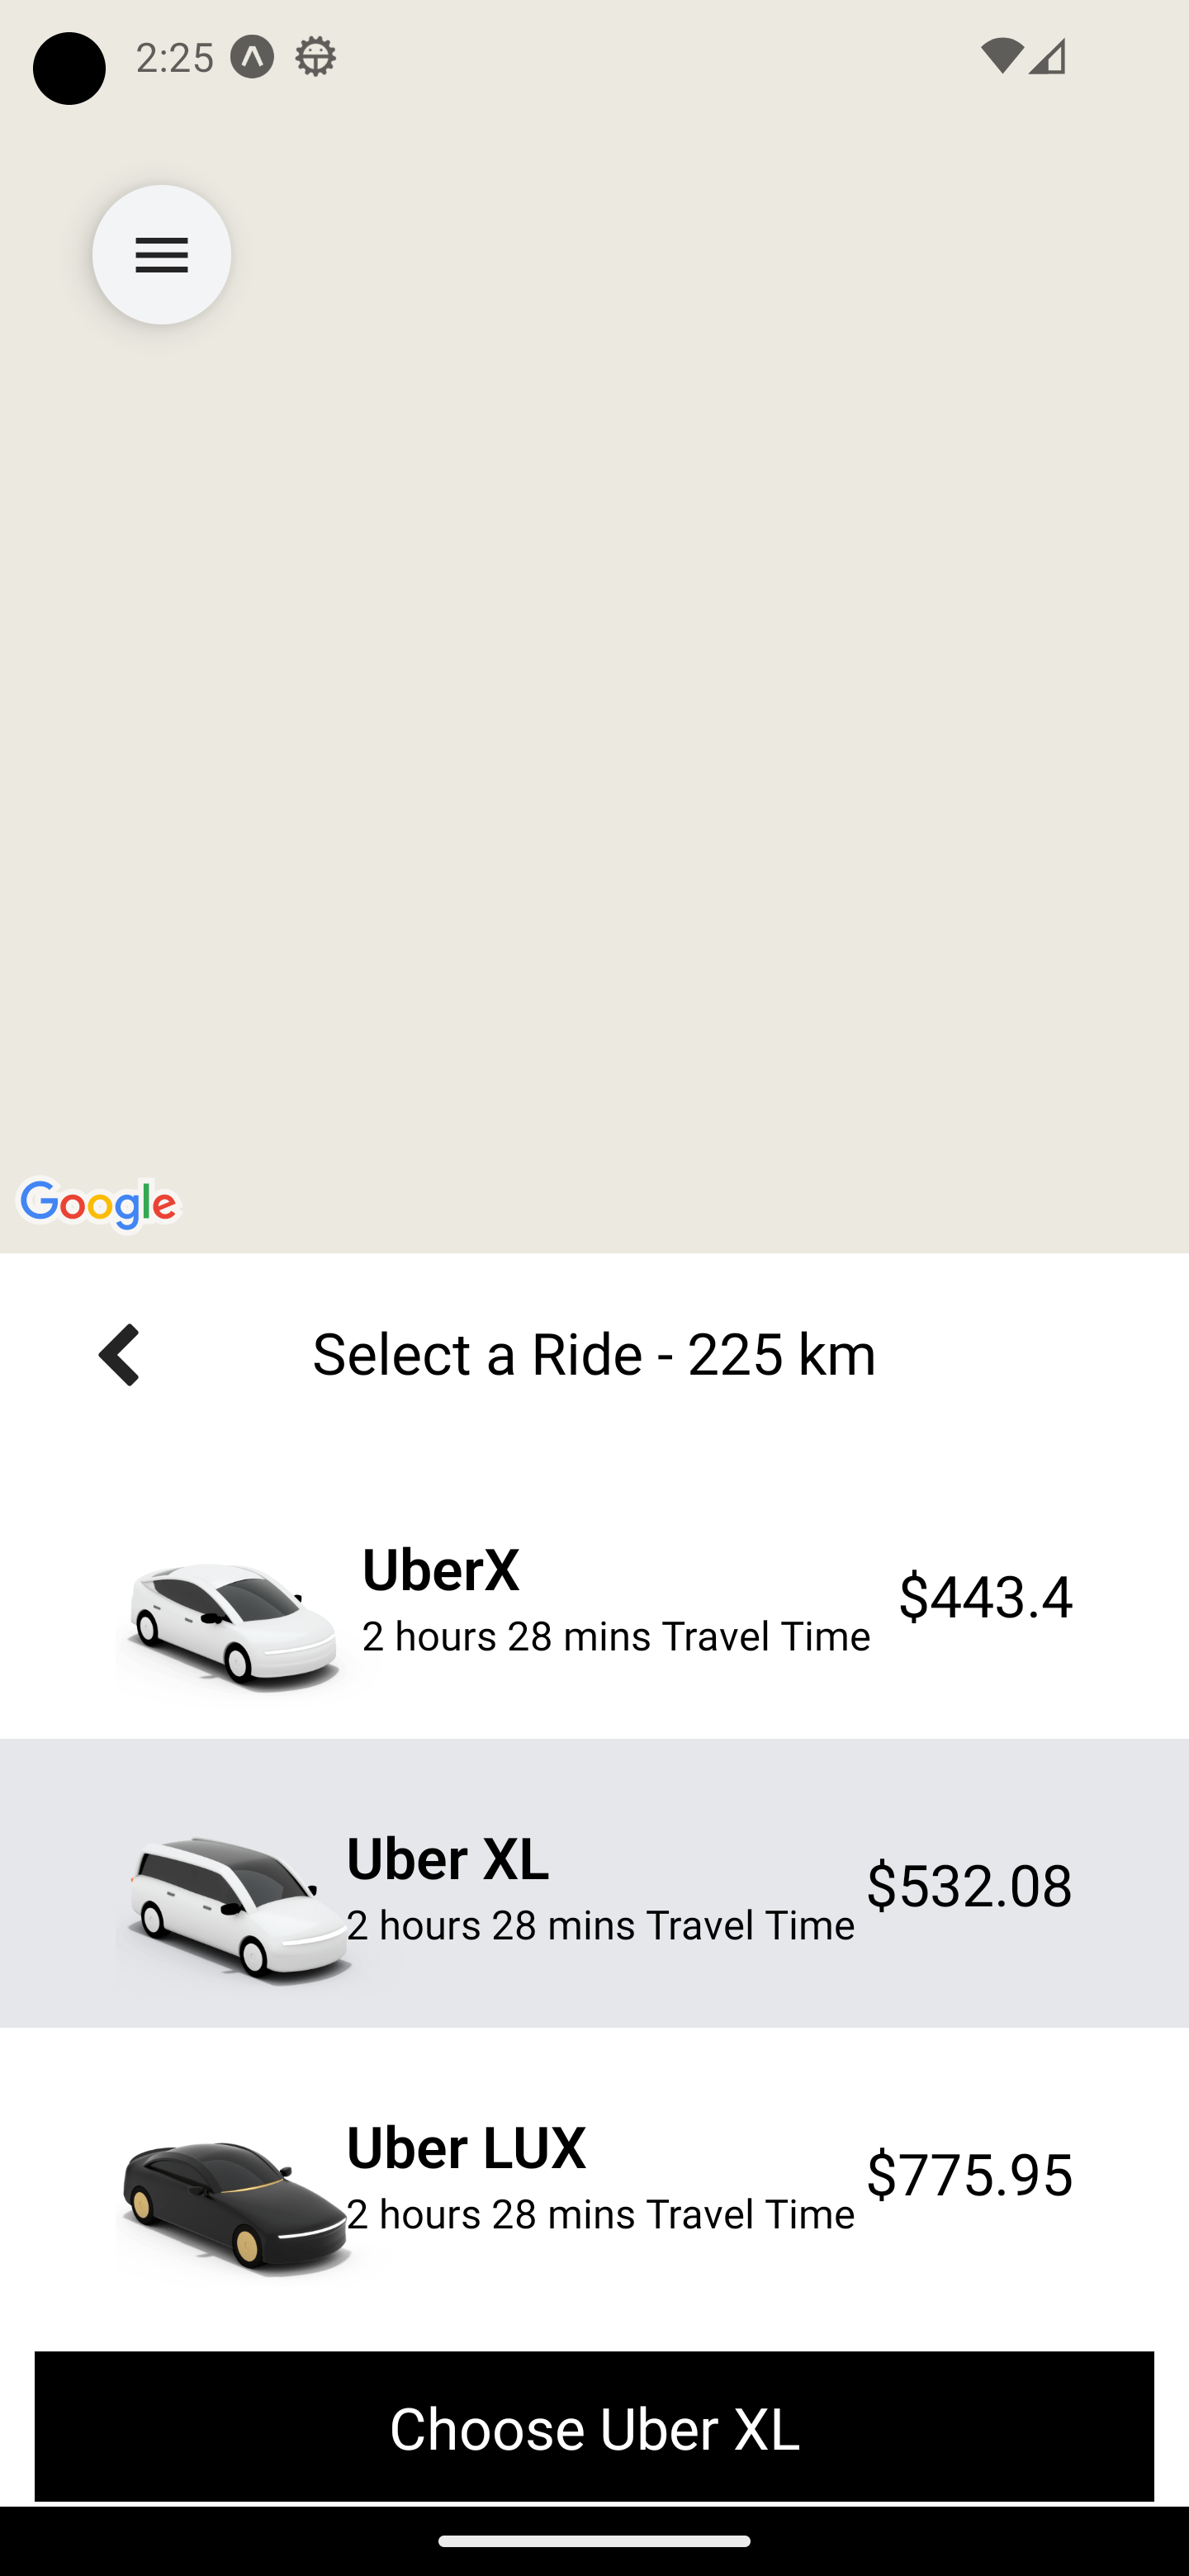 2:25
Google
Select a Ride - 225 km
UberX
2 hours 28 mins Travel Time
$443.4
Uber XL
2 hours 28 mins Travel Time
$532.08
Uber LUX
2 hours 28 mins Travel Time
$775.95
Choose Uber XL